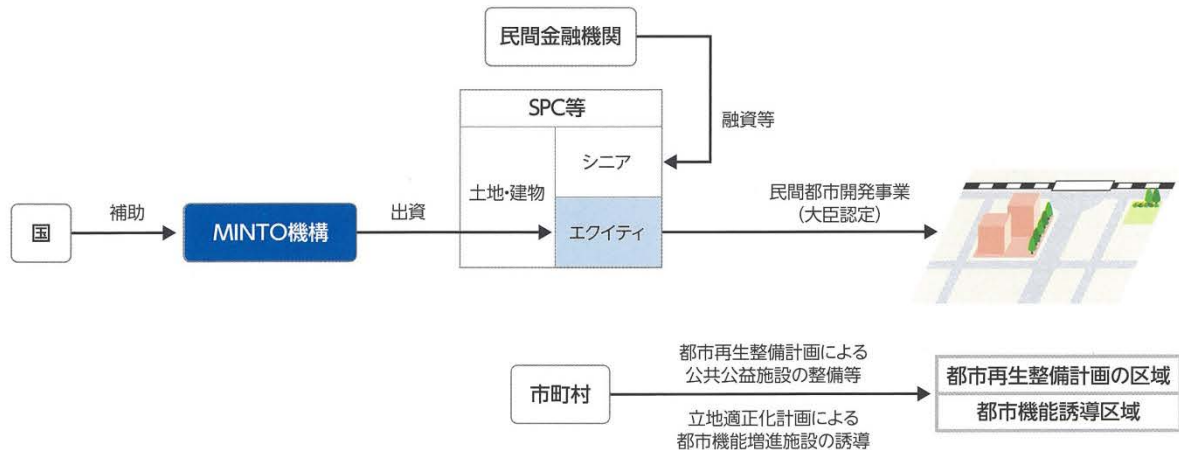 民間金融機関
SPC等
融資等
シニア
土地・建物
民間都市開発事業
(大臣認定)
国
補助
MINTO機構
出資
エクイティ
都市再生整備計画による
公共公益施設の整備等
市町村
立地適正化計画による
都市機能増進施設の誘導
都市再生整備計画の区域
都市機能誘導区域